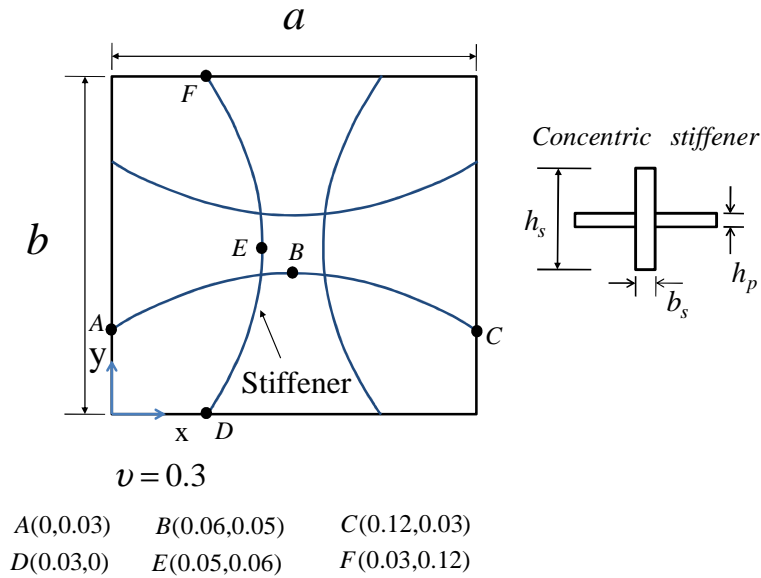 a
F
Concentric stiffener
b
h_s
E
B
h_p
b_s
A
C
y
Stiffener
x
D
υ = 0.3
A(0,0.03) B(0.06,0.05) C(0.12,0.03)
D(0.03,0) E(0.05,0.06) F(0.03,0.12)